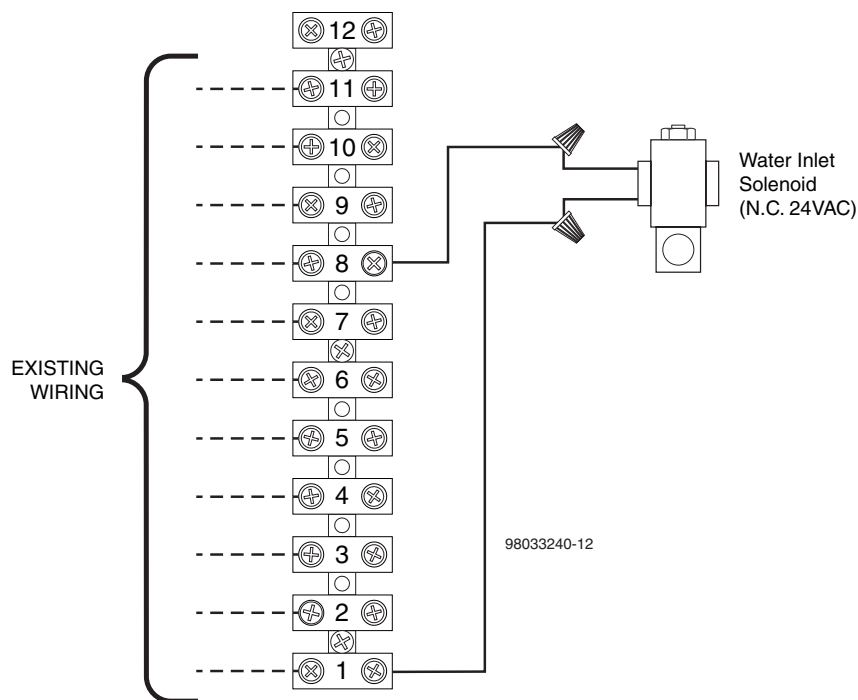 12
11
10
9
8
7
6
5
4
3
2
1
EXISTING
WIRING
Water Inlet
Solenoid
(N.C. 24VAC)
98033240-12